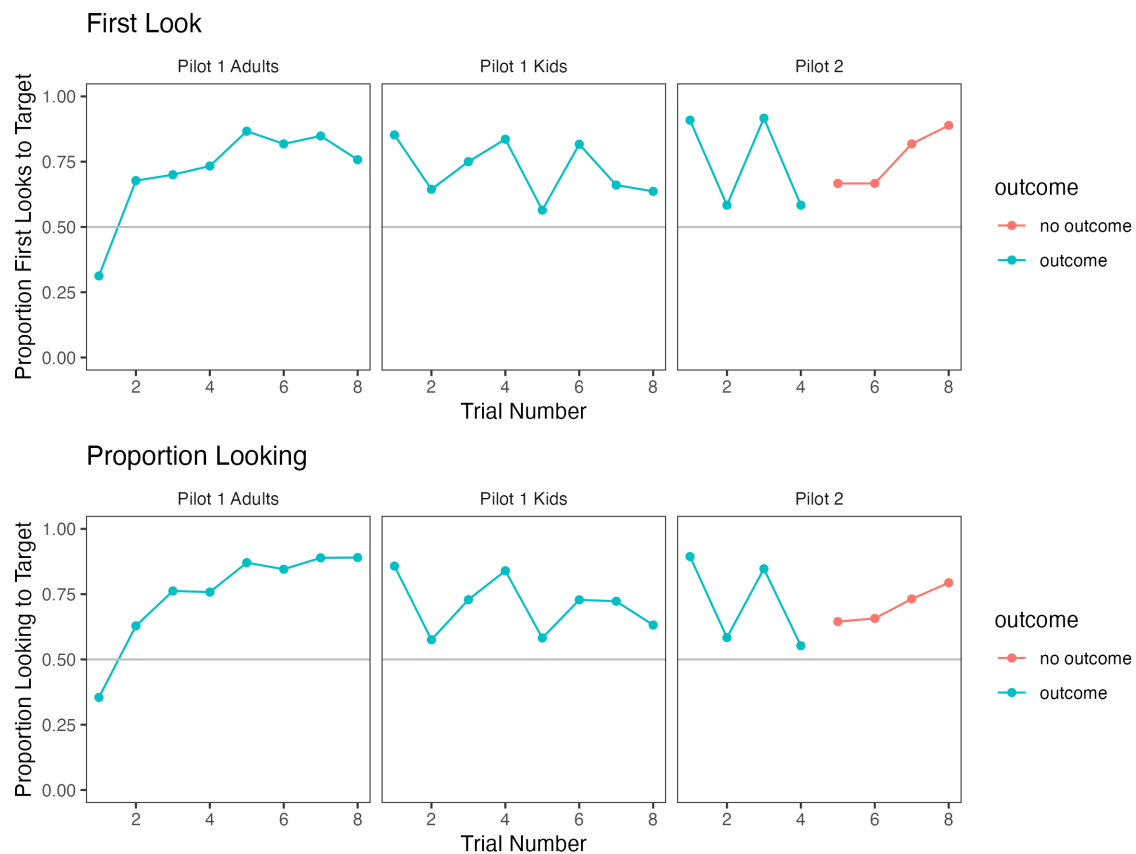 First Look
Pilot 1 Adults Pilot 1 Kids Pilot 2
Proportion First Looks to Target
1.00
0.75
0.50
0.25
0.00
2 4 6 8 2 4 6 8 2 4 6 8
Trial Number
outcome
no outcome
outcome
Proportion Looking
Pilot 1 Adults Pilot 1 Kids Pilot 2
Proportion Looking to Target
1.00
0.75
0.50
0.25
0.00
2 4 6 8 2 4 6 8 2 4 6 8
Trial Number
outcome
no outcome
outcome